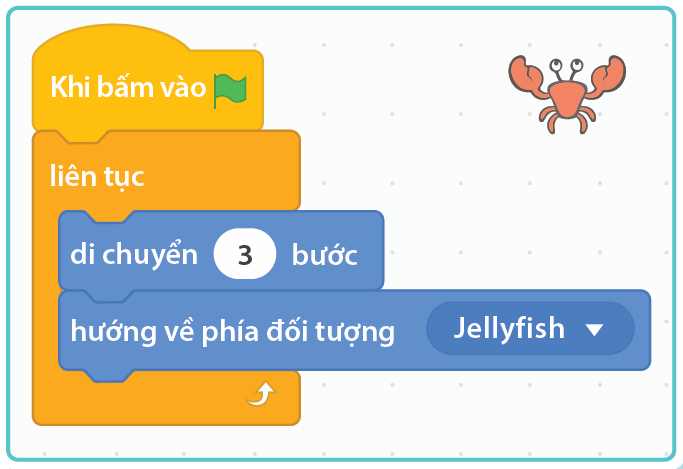 Khi bấm vào
liên tục
di chuyển 3 bước
hướng về phía đối tượng Jellyfish